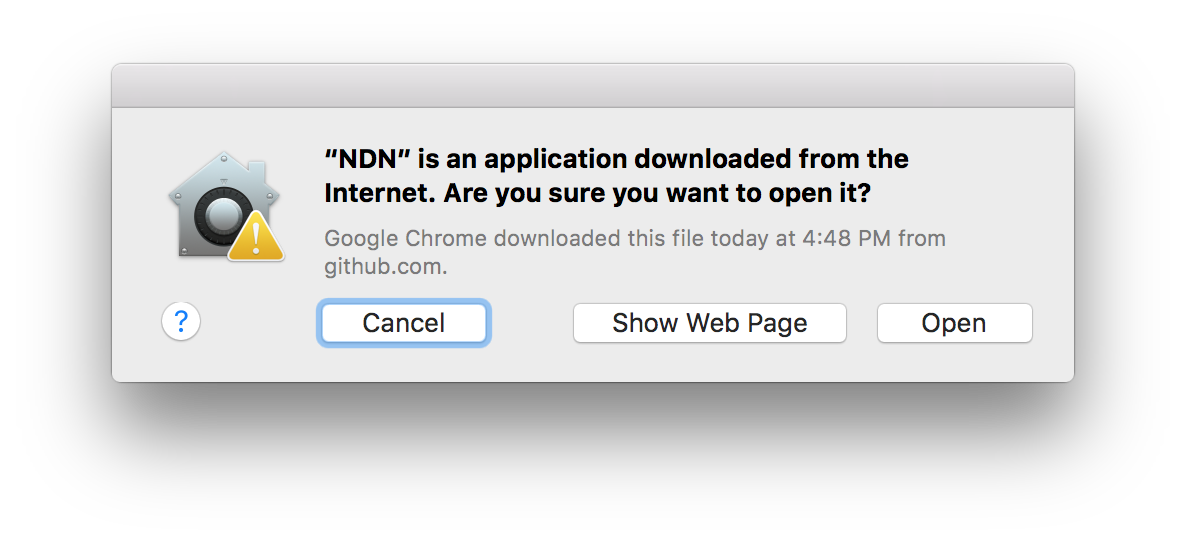 “NDN” is an application downloaded from the
Internet. Are you sure you want to open it?
Google Chrome downloaded this file today at 4:48 PM from
github.com.
? Cancel Show Web Page Open